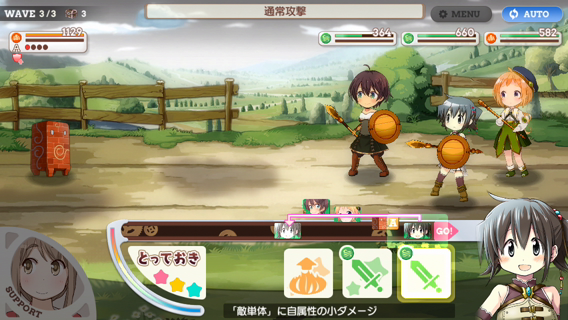 WAVE 3/3 3
通常攻撃
MENU
AUTO
1129
364
660
582
GO!
とっておき
SUPPORT
「敵単体」に自属性の小ダメージ